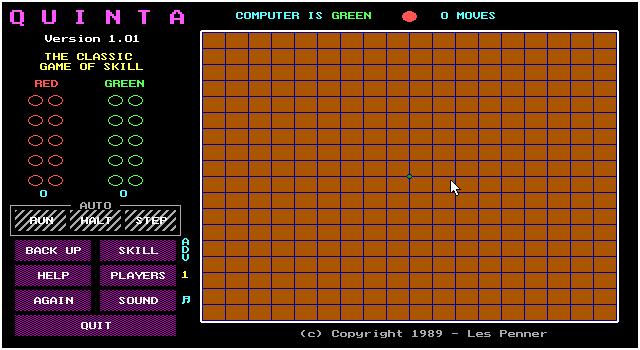 QUINTA
COMPUTER IS GREEN 0 MOVES
Version 1.01
THE CLASSIC
GAME OF SKILL
RED GREEN
0 0
AUTO
RUN HALT STEP
BACK UP SKILL ADV
HELP PLAYERS 1
AGAIN SOUND ♬
QUIT
(c) Copyright 1989 - Les Penner